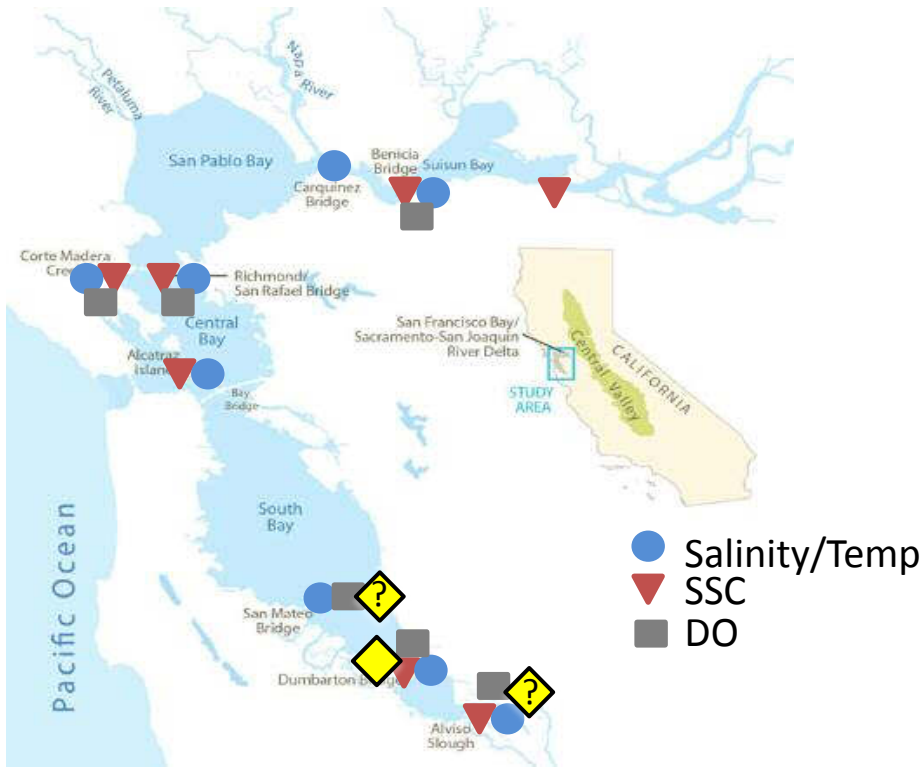 Petaluma
River
Napa River
San Pablo Bay
Carquinez
Bridge
Benicia
Bridge
Suisun Bay
Corte Madera
Richmond/
San Rafael Bridge
Central
Bay
Alcatraz
Bay
Bridge
San Francisco Bay/
Sacramento-San Joaquin
River Delta
STUDY
AREA
Central Valley
CALIFORNIA
South
Bay
Pacific Ocean
San Mateo
Bridge
?
Dumbarton
?
Alviso
Slough
Salinity/Temp
SSC
DO